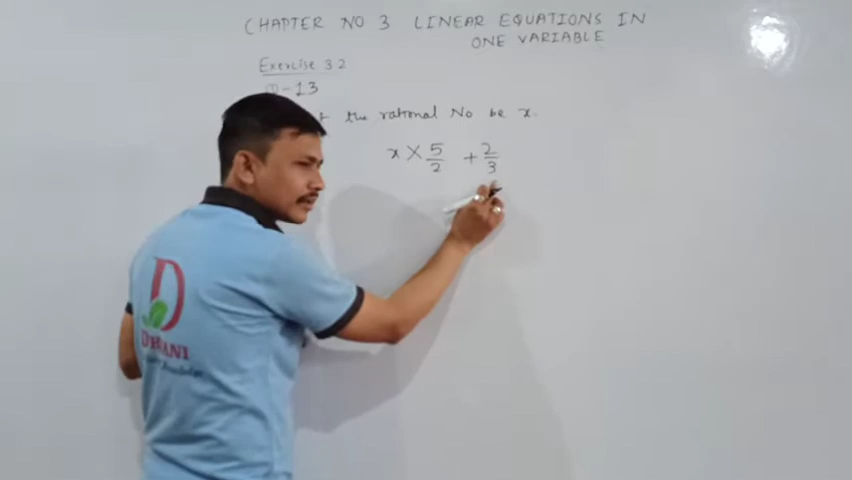 CHAPTER NO 3 LINEAR EQUATIONS IN
ONE VARIABLE
Exercise 3.2
Q-13
the rational No be x.
x × 5/2 + 2/3
D